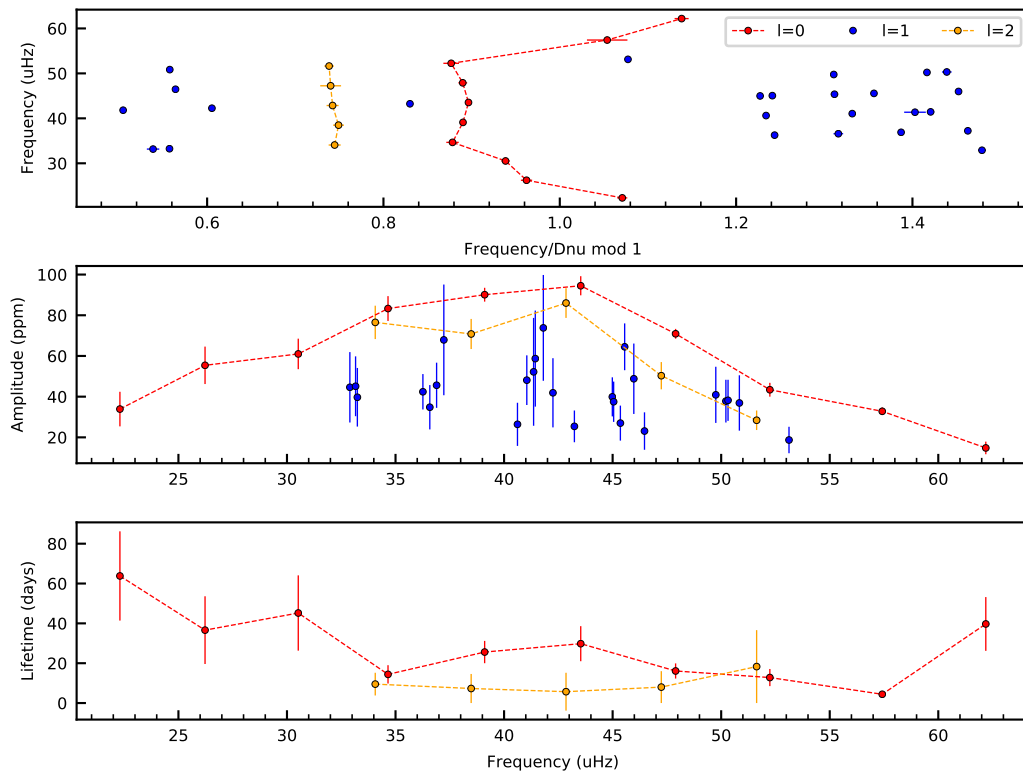 Frequency (uHz)
60
50
40
30
l=0 l=1 l=2
0.6 0.8 1.0 1.2 1.4
Frequency/Dnu mod 1
Amplitude (ppm)
100
80
60
40
20
25 30 35 40 45 50 55 60
Lifetime (days)
80
60
40
20
0
25 30 35 40 45 50 55 60
Frequency (uHz)